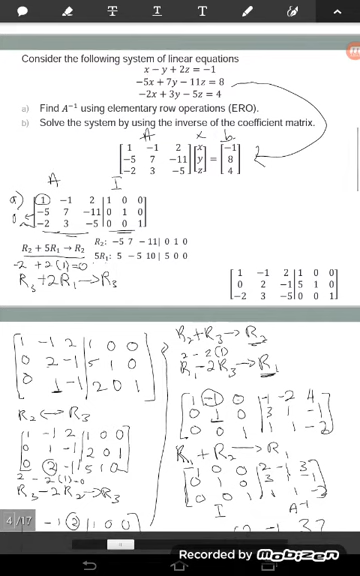 Consider the following system of linear equations
x − y + 2z = −1
−5x + 7y − 11z = 8
−2x + 3y − 5z = 4
a) Find A⁻¹ using elementary row operations (ERO).
b) Solve the system by using the inverse of the coefficient matrix.
A x b
[1 −1 2] [x] [−1]
[−5 7 −11] [y] = [8]
[−2 3 −5] [z] [4]
a) A I
[1 −1 2 | 1 0 0]
[−5 7 −11 | 0 1 0]
[−2 3 −5 | 0 0 1]
R₂ + 5R₁ → R₂
R₂: −5 7 −11| 0 1 0
5R₁: 5 −5 10| 5 0 0
−2 + 2(1) = 0
R₃ + 2R₁ → R₃
[1 −1 2 | 1 0 0]
[0 2 −1 | 5 1 0]
[−2 3 −5 | 0 0 1]
[1 −1 2 | 1 0 0]
[0 2 −1 | 5 1 0]
[0 1 −1 | 2 0 1]
R₂ ↔ R₃
[1 −1 2 | 1 0 0]
[0 1 −1 | 2 0 1]
[0 2 −1 | 5 1 0]
2 − 2(1) = 0
R₃ − 2R₂ → R₃
−1 2 | 1 0 0
R₂ + R₃ → R₂
2 − 2(1)
R₁ − 2R₃ → R₁
[1 −1 0 | −1 −2 4]
[0 1 0 | 3 1 −1]
[0 0 1 | 1 1 −2]
R₁ + R₂ → R₁
[1 0 0 | 2 −1 3]
[0 1 0 | 3 1 −1]
[0 0 1 | 1 1 −2]
I A⁻¹
−1 3
4 /17
Recorded by Mobizen